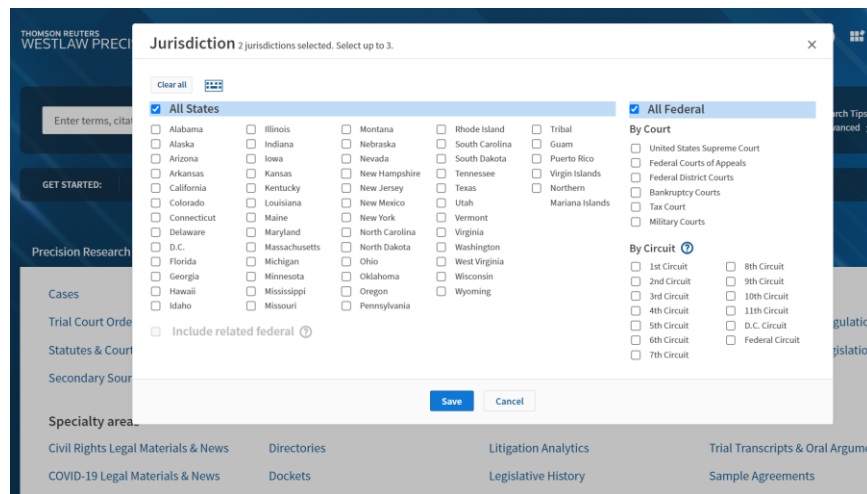 THOMSON REUTERS
WESTLAW PRECI
Jurisdiction 2 jurisdictions selected. Select up to 3.
Clear all
All States
Alabama
Alaska
Arizona
Arkansas
California
Colorado
Connecticut
Delaware
D.C.
Florida
Georgia
Hawaii
Idaho
Illinois
Indiana
Iowa
Kansas
Kentucky
Louisiana
Maine
Maryland
Massachusetts
Michigan
Minnesota
Mississippi
Missouri
Montana
Nebraska
Nevada
New Hampshire
New Jersey
New Mexico
New York
North Carolina
North Dakota
Ohio
Oklahoma
Oregon
Pennsylvania
Rhode Island
South Carolina
South Dakota
Tennessee
Texas
Utah
Vermont
Virginia
Washington
West Virginia
Wisconsin
Wyoming
Tribal
Guam
Puerto Rico
Virgin Islands
Northern
Mariana Islands
Include related federal ?
All Federal
By Court
United States Supreme Court
Federal Courts of Appeals
Federal District Courts
Bankruptcy Courts
Tax Court
Military Courts
By Circuit ?
1st Circuit
2nd Circuit
3rd Circuit
4th Circuit
5th Circuit
6th Circuit
7th Circuit
8th Circuit
9th Circuit
10th Circuit
11th Circuit
D.C. Circuit
Federal Circuit
Save
Cancel
Enter terms, citat
rch Tips
vanced
GET STARTED:
Precision Research
Cases
Trial Court Orde
Statutes & Court
Secondary Sour
gulatio
gislatio
Specialty areas
Civil Rights Legal Materials & News
Directories
Litigation Analytics
Trial Transcripts & Oral Argume
COVID-19 Legal Materials & News
Dockets
Legislative History
Sample Agreements